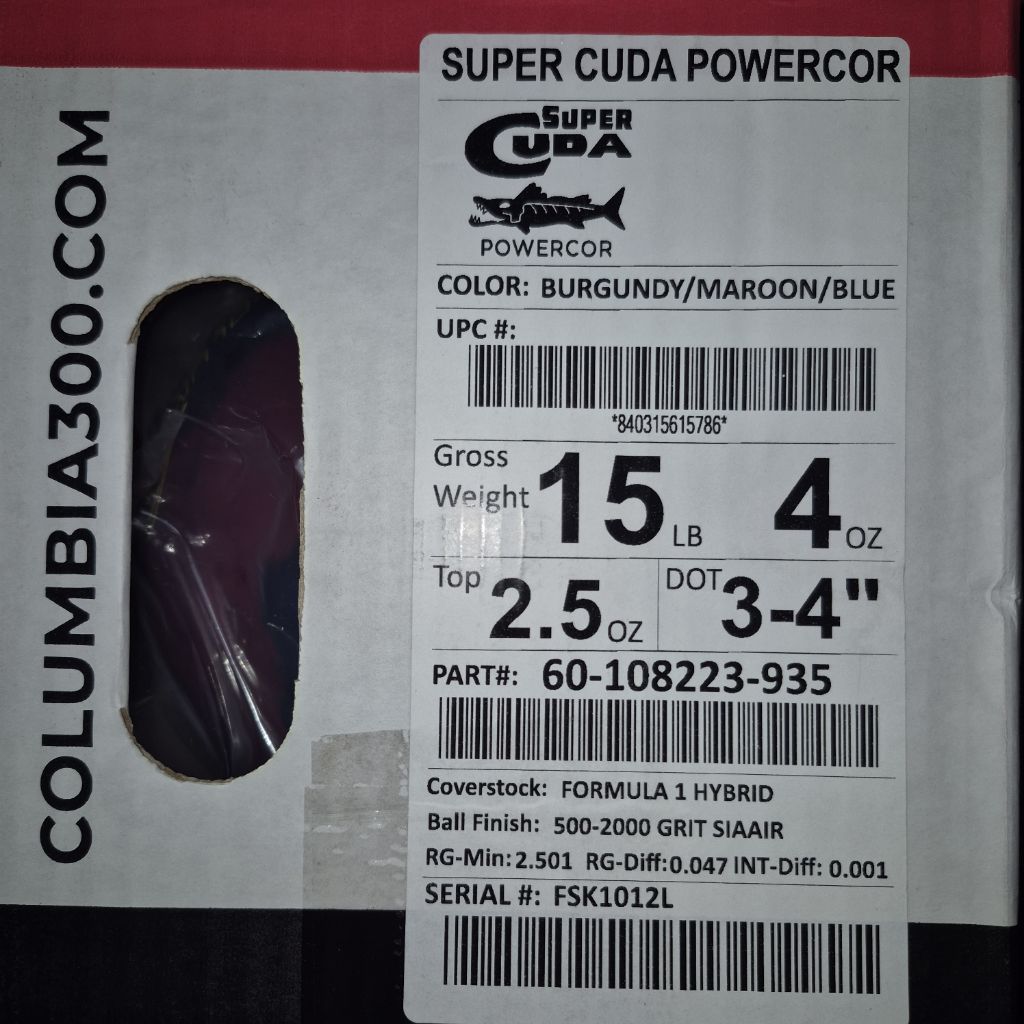 COLUMBIA300.COM
SUPER CUDA POWERCOR
SUPER
CUDA
POWERCOR
COLOR: BURGUNDY/MAROON/BLUE
UPC #:
*840315615786*
Gross
Weight 15 LB 4 OZ
Top 2.5 OZ DOT 3-4"
PART#: 60-108223-935
Coverstock: FORMULA 1 HYBRID
Ball Finish: 500-2000 GRIT SIAAIR
RG-Min: 2.501 RG-Diff: 0.047 INT-Diff: 0.001
SERIAL #: FSK1012L